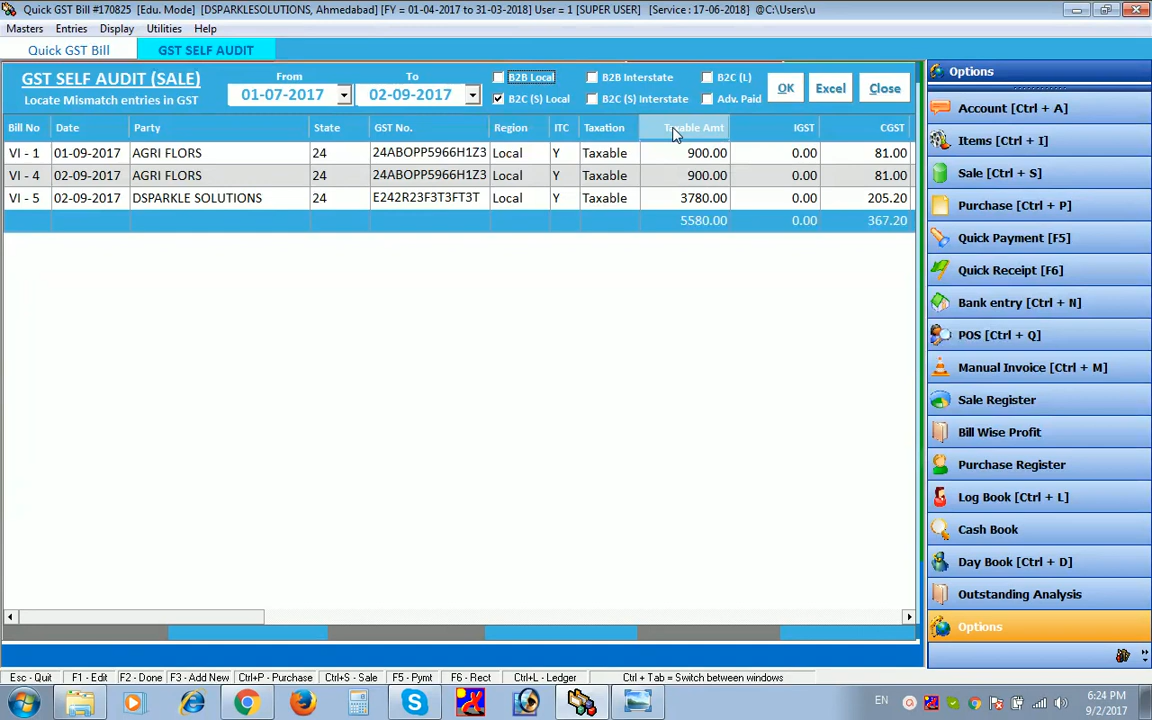 Quick GST Bill #170825 [Edu. Mode] [DSPARKLESOLUTIONS, Ahmedabad] [FY = 01-04-2017 to 31-03-2018] User = 1 [SUPER USER] [Service : 17-06-2018] @C:\Users\u
Masters Entries Display Utilities Help
Quick GST Bill GST SELF AUDIT
GST SELF AUDIT (SALE)
Locate Mismatch entries in GST
From To
01-07-2017 02-09-2017
B2B Local B2B Interstate B2C (L)
B2C (S) Local B2C (S) Interstate Adv. Paid
OK Excel Close
Bill No Date Party State GST No. Region ITC Taxation Taxable Amt IGST CGST
VI - 1 01-09-2017 AGRI FLORS 24 24ABOPP5966H1Z3 Local Y Taxable 900.00 0.00 81.00
VI - 4 02-09-2017 AGRI FLORS 24 24ABOPP5966H1Z3 Local Y Taxable 900.00 0.00 81.00
VI - 5 02-09-2017 DSPARKLE SOLUTIONS 24 E242R23F3T3FT3T Local Y Taxable 3780.00 0.00 205.20
5580.00 0.00 367.20
Options
Account [Ctrl + A]
Items [Ctrl + I]
Sale [Ctrl + S]
Purchase [Ctrl + P]
Quick Payment [F5]
Quick Receipt [F6]
Bank entry [Ctrl + N]
POS [Ctrl + Q]
Manual Invoice [Ctrl + M]
Sale Register
Bill Wise Profit
Purchase Register
Log Book [Ctrl + L]
Cash Book
Day Book [Ctrl + D]
Outstanding Analysis
Options
Esc - Quit F1 - Edit F2 - Done F3 - Add New Ctrl+P - Purchase Ctrl+S - Sale F5 - Pymt F6 - Rect Ctrl+L - Ledger Ctrl + Tab = Switch between windows
EN
6:24 PM
9/2/2017